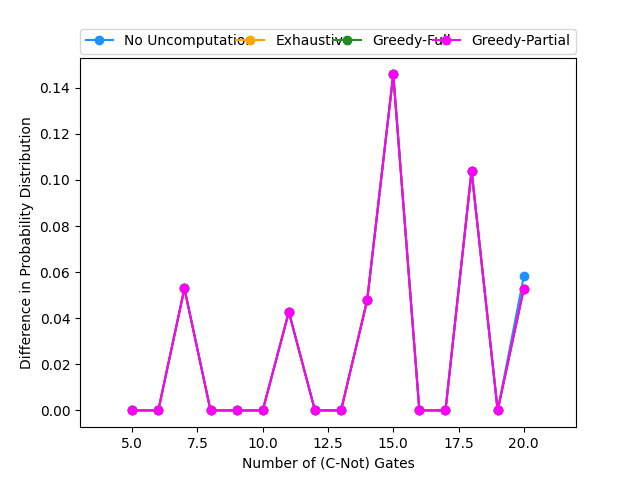 No Uncomputation Exhaustive Greedy-Full Greedy-Partial
0.14
0.12
0.10
0.08
0.06
0.04
0.02
0.00
Difference in Probability Distribution
5.0 7.5 10.0 12.5 15.0 17.5 20.0
Number of (C-Not) Gates